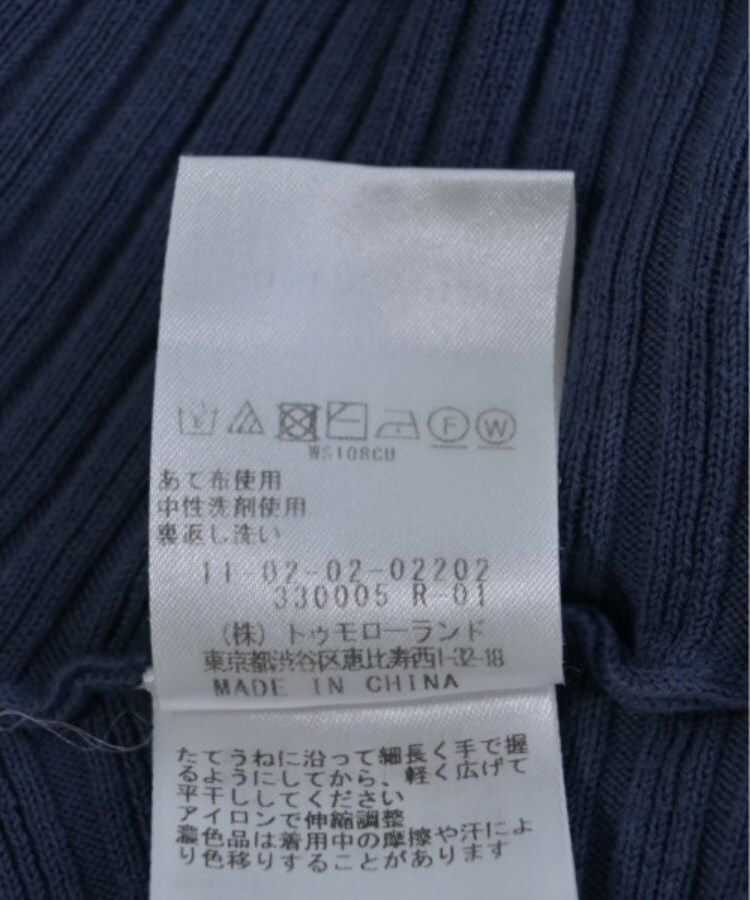 F W
WS108CU
あて布使用
中性洗剤使用
裏返し洗い
11-02-02-02202
330005 R-01
（株）トゥモローランド
東京都渋谷区恵比寿西1-32-18
MADE IN CHINA
たてうねに沿って細長く手で握
るようにしてから、軽く広げて
平干ししてください
アイロンで伸縮調整
濃色品は着用中の摩擦や汗によ
り色移りすることがあります